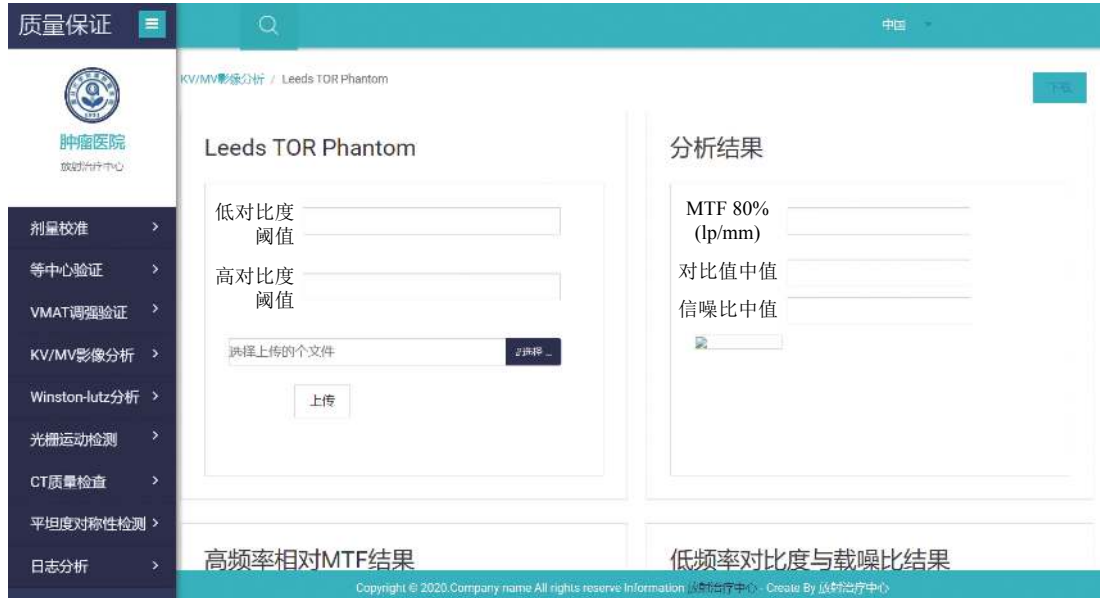 质量保证
中国
肿瘤医院
放射治疗中心
剂量校准
等中心验证
VMAT调强验证
KV/MV影像分析
Winston-lutz分析
光栅运动检测
CT质量检查
平坦度对称性检测
日志分析
KV/MV影像分析 / Leeds TOR Phantom
下载
Leeds TOR Phantom
低对比度
阈值
高对比度
阈值
选择上传的个文件
选择 ...
上传
分析结果
MTF 80%
(lp/mm)
对比值中值
信噪比中值
高频率相对MTF结果
低频率对比度与载噪比结果
Copyright © 2020.Company name All rights reserve Information 放射治疗中心 - Create By 放射治疗中心